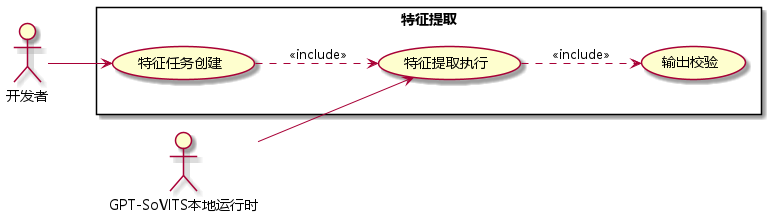 特征提取
开发者
特征任务创建
«include»
特征提取执行
«include»
输出校验
GPT-SoVITS本地运行时